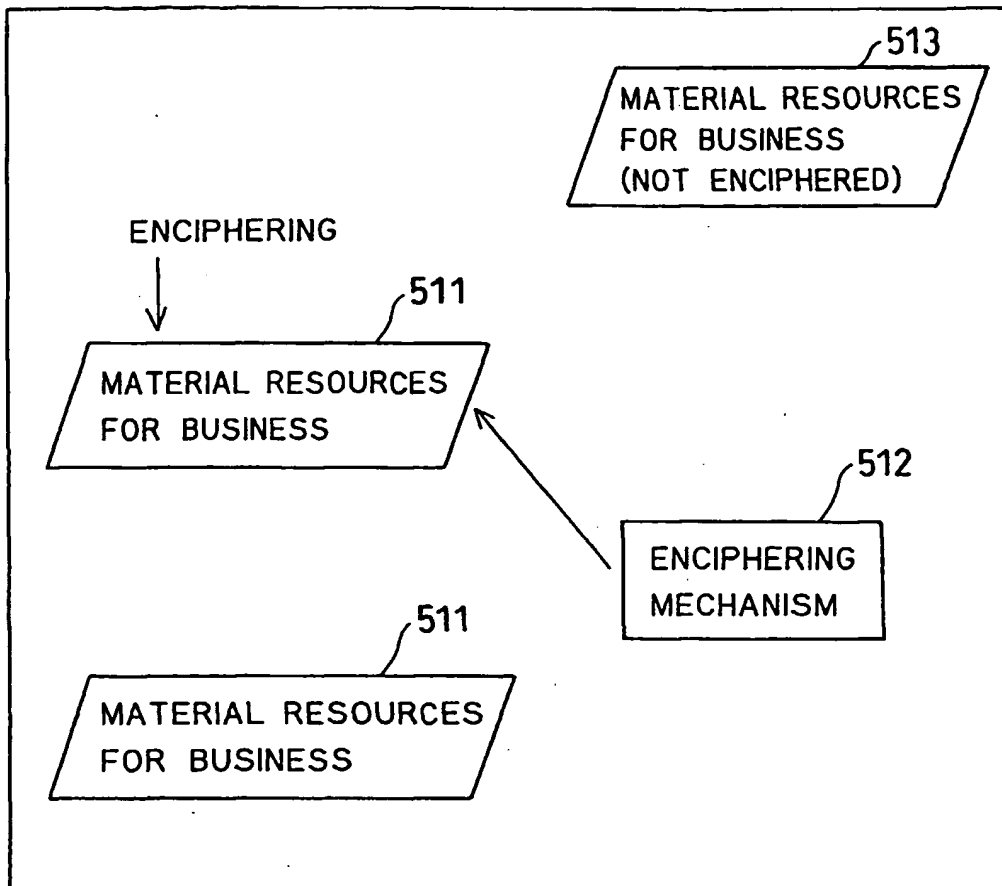 513
MATERIAL RESOURCES
FOR BUSINESS
(NOT ENCIPHERED)
ENCIPHERING
511
MATERIAL RESOURCES
FOR BUSINESS
512
ENCIPHERING
MECHANISM
511
MATERIAL RESOURCES
FOR BUSINESS